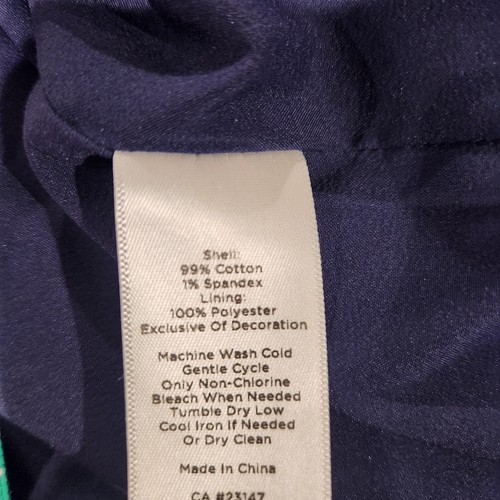 Shell:
99% Cotton
1% Spandex
Lining:
100% Polyester
Exclusive Of Decoration
Machine Wash Cold
Gentle Cycle
Only Non-Chlorine
Bleach When Needed
Tumble Dry Low
Cool Iron If Needed
Or Dry Clean
Made In China
CA #23147